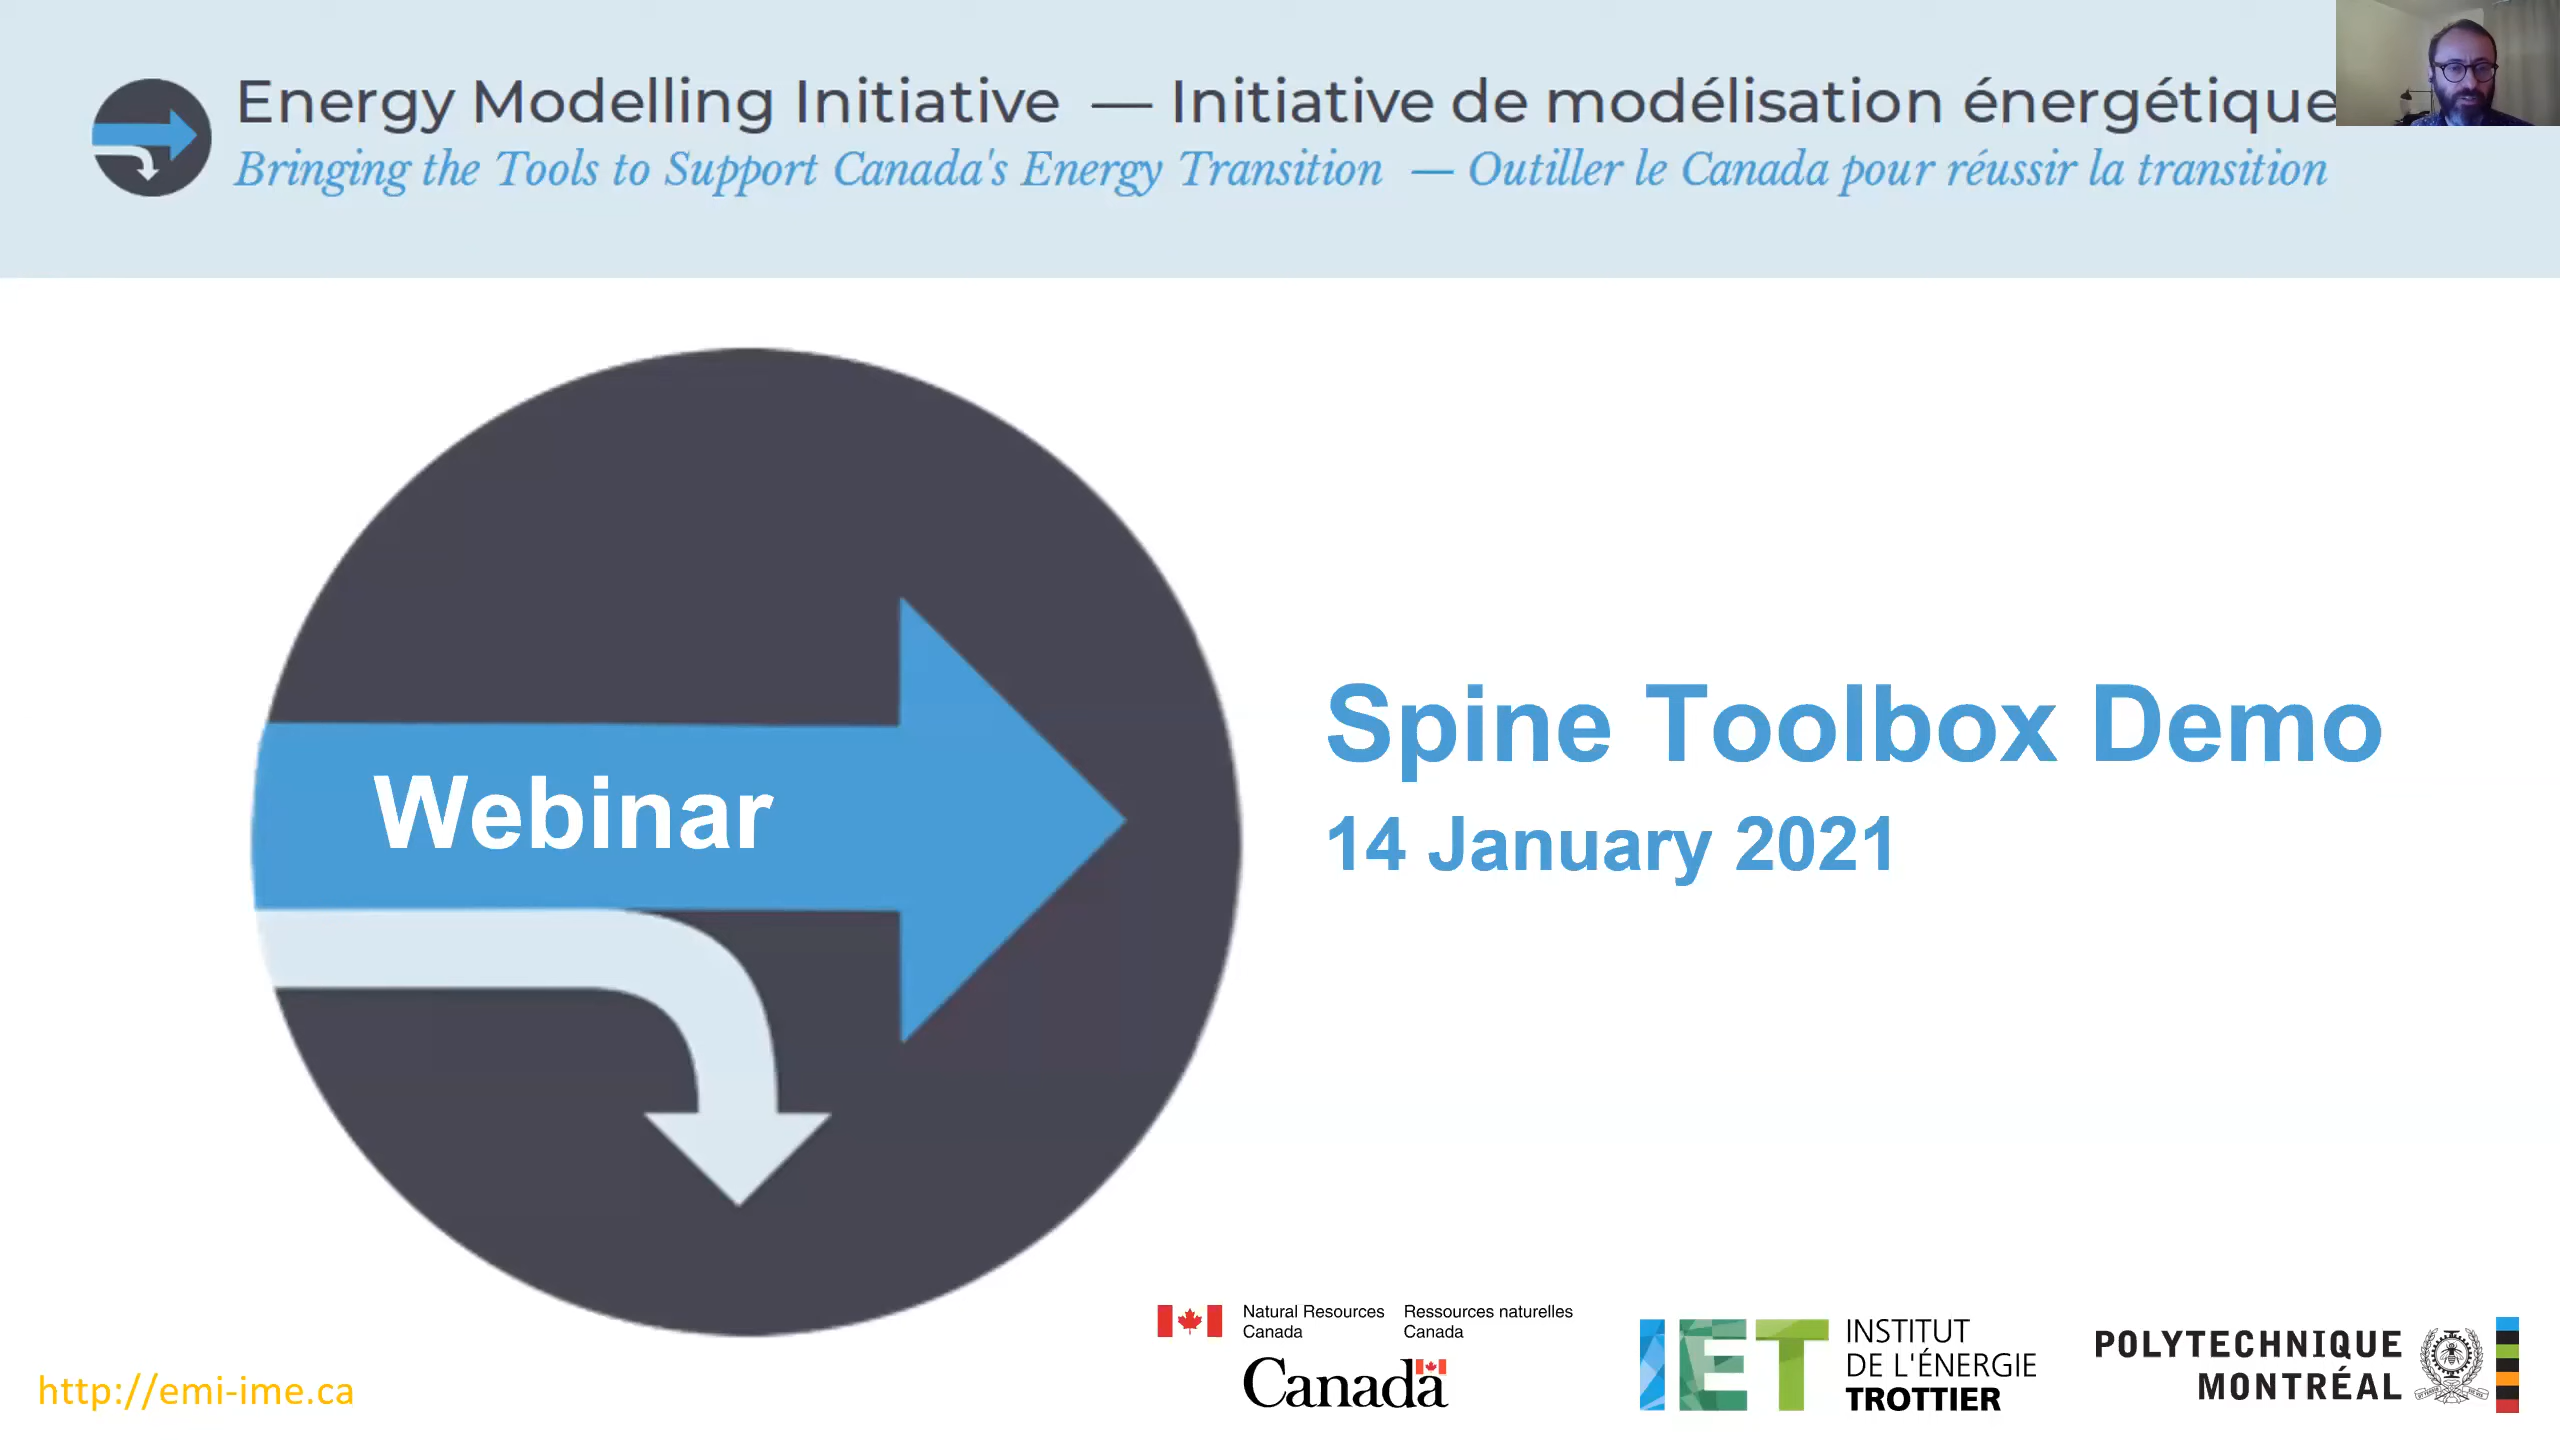 Energy Modelling Initiative — Initiative de modélisation énergétique
Bringing the Tools to Support Canada's Energy Transition — Outiller le Canada pour réussir la transition
Webinar
Spine Toolbox Demo
14 January 2021
http://emi-ime.ca
Natural Resources Canada
Ressources naturelles Canada
Canada
IET
INSTITUT
DE L'ÉNERGIE
TROTTIER
POLYTECHNIQUE
MONTRÉAL